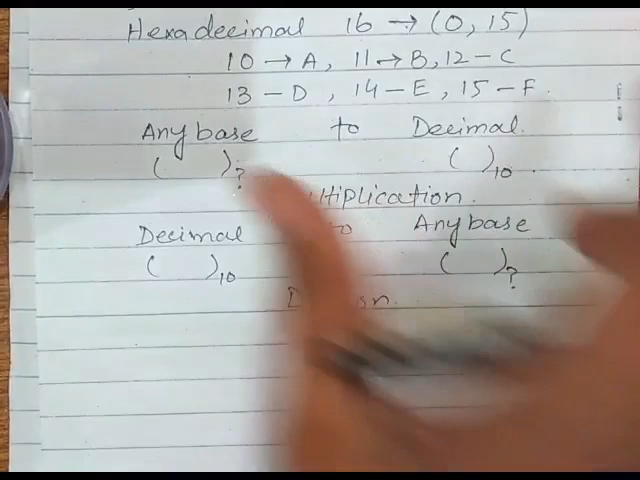 Hexadecimal 16 → (0, 15)
10 → A, 11 → B, 12 - C
13 - D, 14 - E, 15 - F.
Any base to Decimal.
( )? ( )10.
Decimal Any base
( )10 ( )?